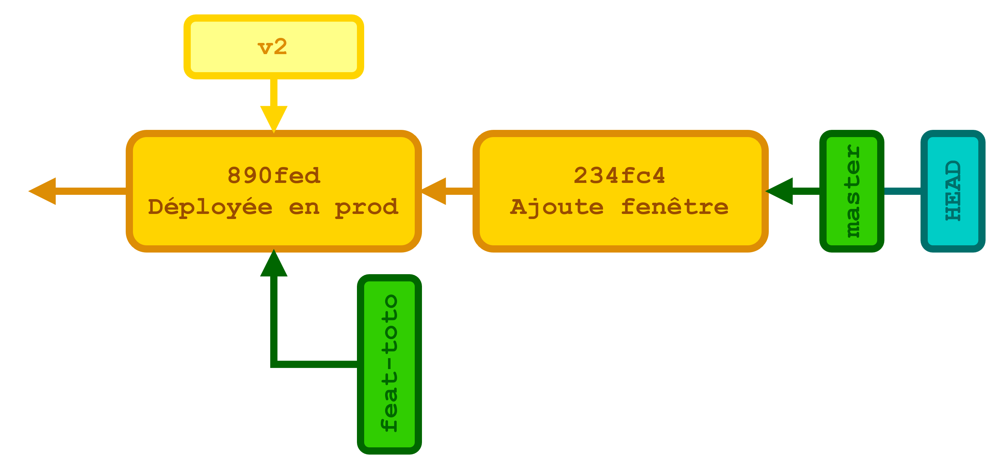 v2
890fed
Déployée en prod
234fc4
Ajoute fenêtre
master
HEAD
feat-toto